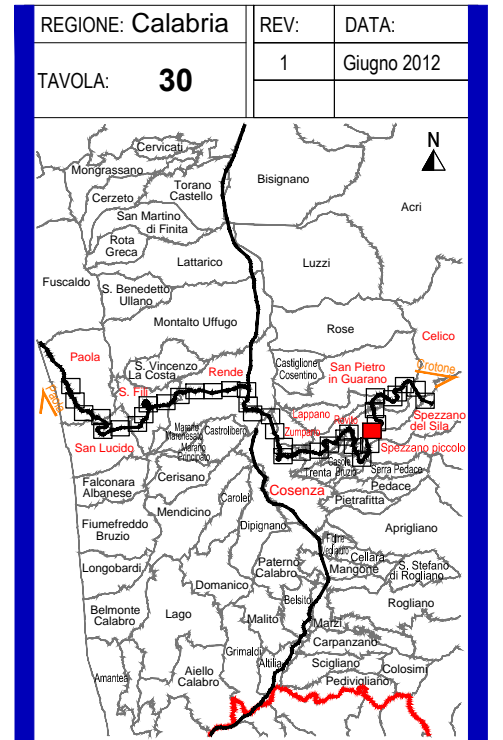 REGIONE: Calabria
REV:
DATA:
TAVOLA: 30
1
Giugno 2012
N
Cervicati
Mongrassano
Bisignano
Torano
Castello
Cerzeto
Acri
San Martino
di Finita
Rota
Greca
Lattarico
Luzzi
Fuscaldo
S. Benedetto
Ullano
Montalto Uffugo
Rose
Celico
Paola
S. Vincenzo
La Costa
Rende
Castiglione
Cosentino
San Pietro
in Guarano
Crotone
S. Fili
Paola
Lappano
Rovito
Spezzano
del Sila
Marano
Marchesato
Castrolibero
Zumpano
San Lucido
Marano
Principato
Spezzano piccolo
Casole
Bruzio
Trenta
Serra Pedace
Cerisano
Pedace
Falconara
Albanese
Cosenza
Pietrafitta
Mendicino
Carolei
Fiumefreddo
Bruzio
Dipignano
Aprigliano
Cellara
Longobardi
Paterno
Calabro
Mangone
S. Stefano
di Rogliano
Domanico
Belsito
Rogliano
Belmonte
Calabro
Lago
Malito
Marzi
Carpanzano
Grimaldi
Altilia
Scigliano
Colosimi
Aiello
Calabro
Amantea
Pedivigliano